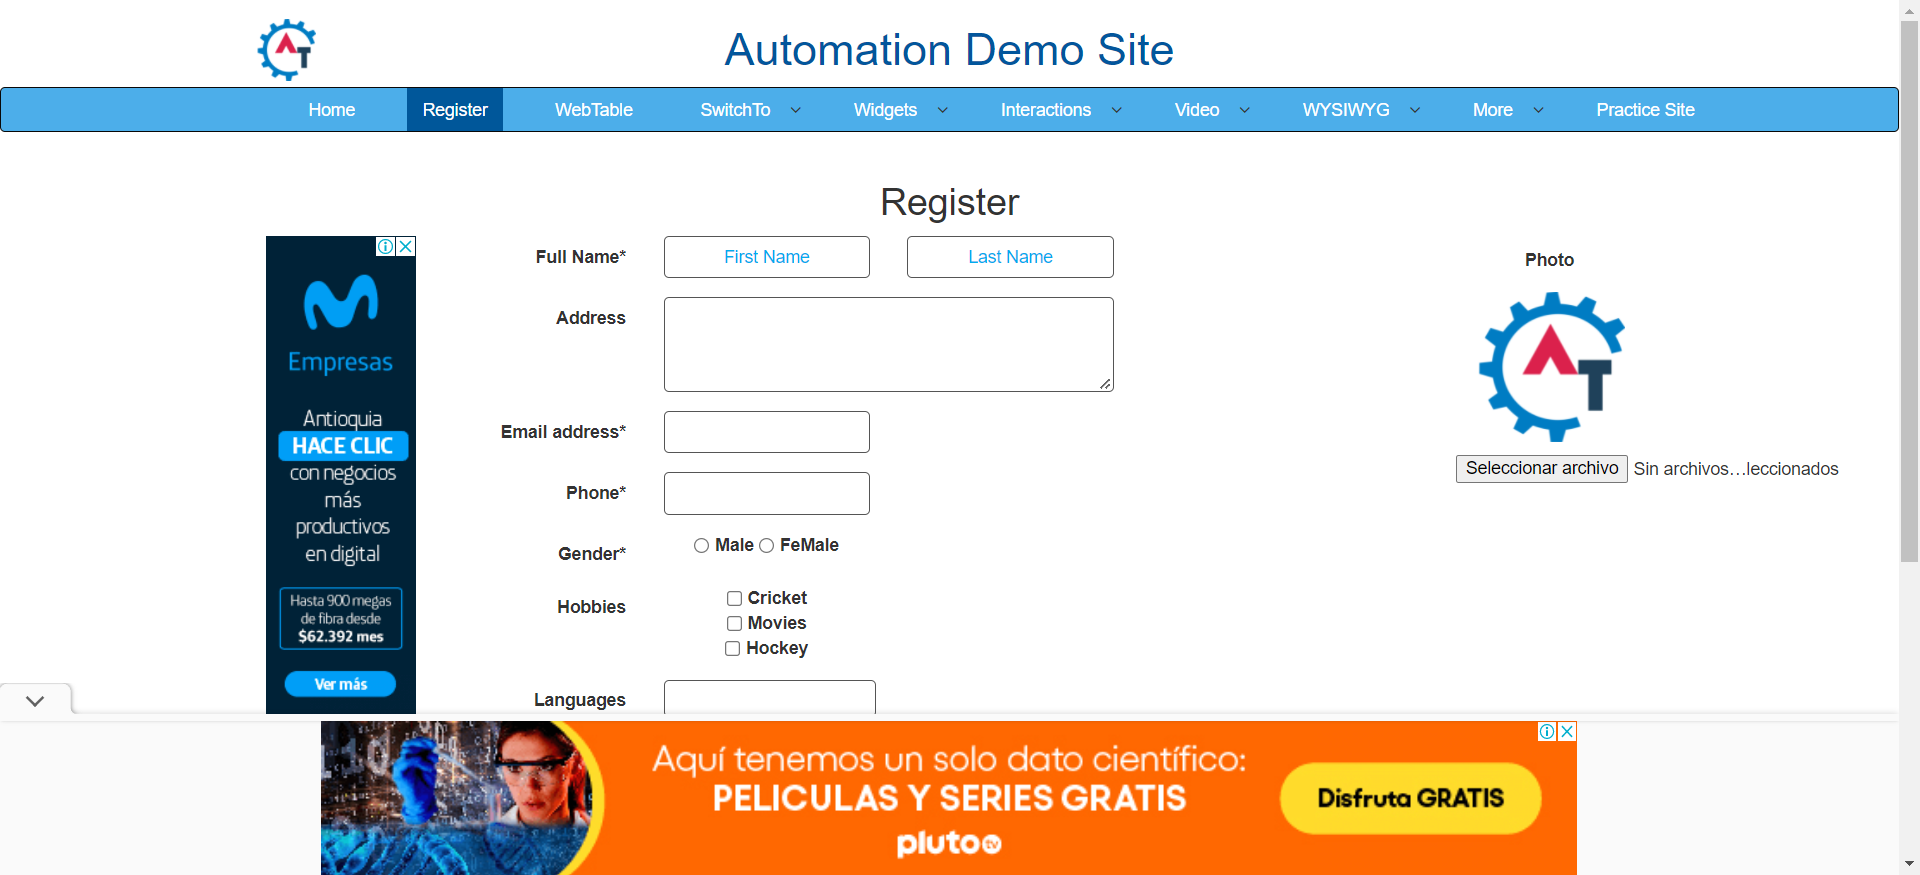 AT
Automation Demo Site
Home Register WebTable SwitchTo Widgets Interactions Video WYSIWYG More Practice Site
Register
Empresas
Antioquia
HACE CLIC
con negocios
más
productivos
en digital
Hasta 900 megas
de fibra desde
$62.392 mes
Ver más
Full Name* First Name Last Name
Address
Email address*
Phone*
Gender* Male FeMale
Hobbies Cricket
Movies
Hockey
Languages
Photo
AT
Seleccionar archivo Sin archivos…leccionados
Aquí tenemos un solo dato científico:
PELICULAS Y SERIES GRATIS
pluto tv
Disfruta GRATIS